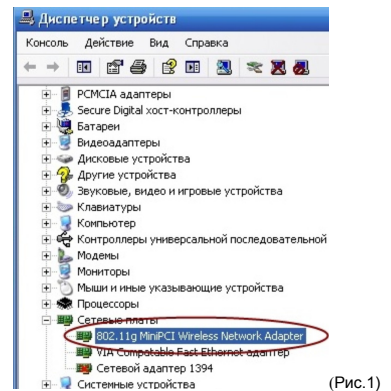 Диспетчер устройств
Консоль Действие Вид Справка
PCMCIA адаптеры
Secure Digital хост-контроллеры
Батареи
Видеоадаптеры
Дисковые устройства
Другие устройства
Звуковые, видео и игровые устройства
Клавиатуры
Компьютер
Контроллеры универсальной последовательной
Модемы
Мониторы
Мыши и иные указывающие устройства
Процессоры
Сетевые платы
802.11g MiniPCI Wireless Network Adapter
VIA Compatable Fast Ethernet адаптер
Сетевой адаптер 1394
Системные устройства
(Рис.1)